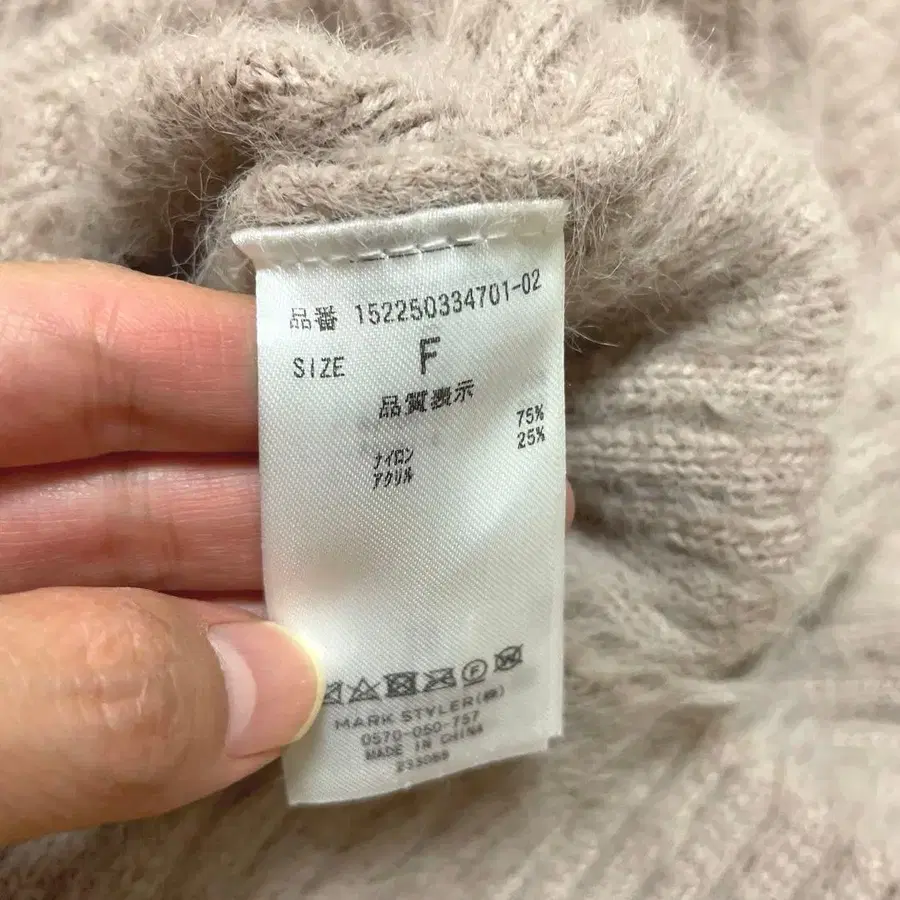 品番 152250334701-02
SIZE F
品質表示
ナイロン 75%
アクリル 25%
F W
MARK STYLER(株)
0570-050-757
MADE IN CHINA